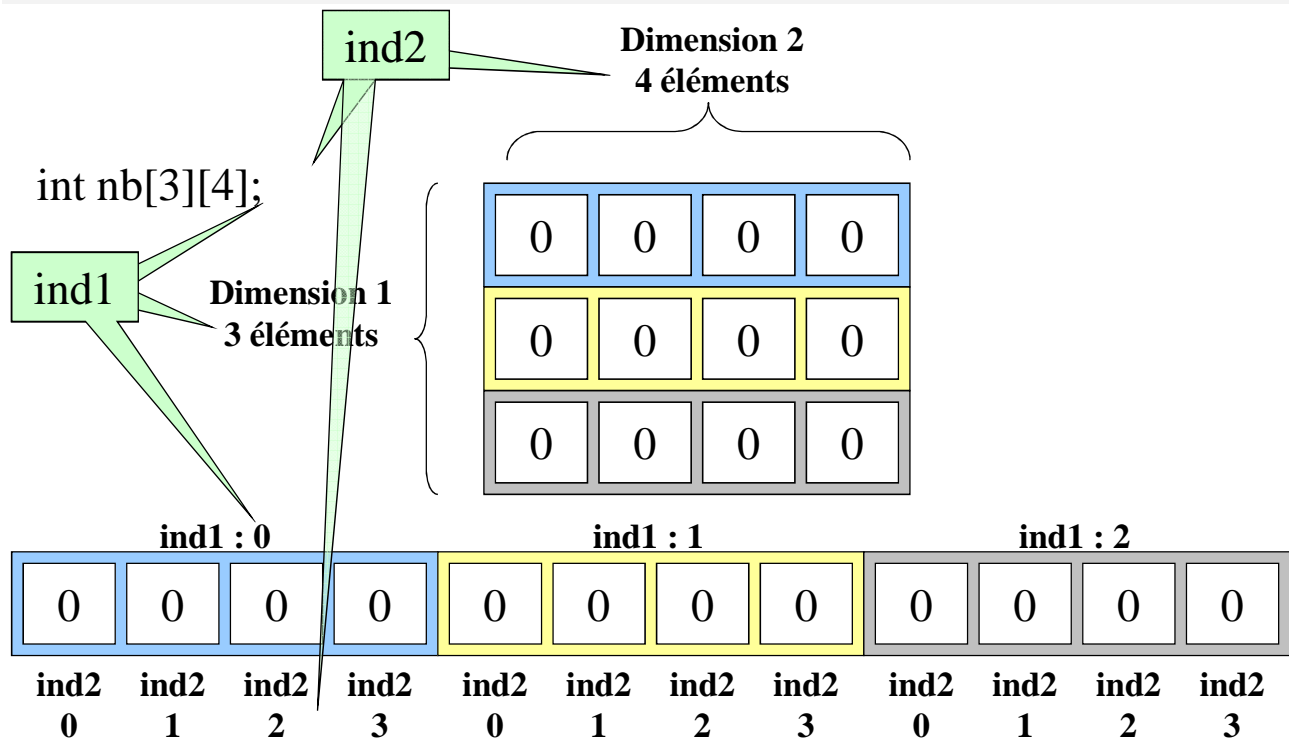 ind2
Dimension 2
4 éléments
int nb[3][4];
ind1
Dimension 1
3 éléments
0 0 0 0
0 0 0 0
0 0 0 0
ind1 : 0 ind1 : 1 ind1 : 2
0 0 0 0 0 0 0 0 0 0 0 0
ind2 ind2 ind2 ind2 ind2 ind2 ind2 ind2 ind2 ind2 ind2 ind2
0 1 2 3 0 1 2 3 0 1 2 3